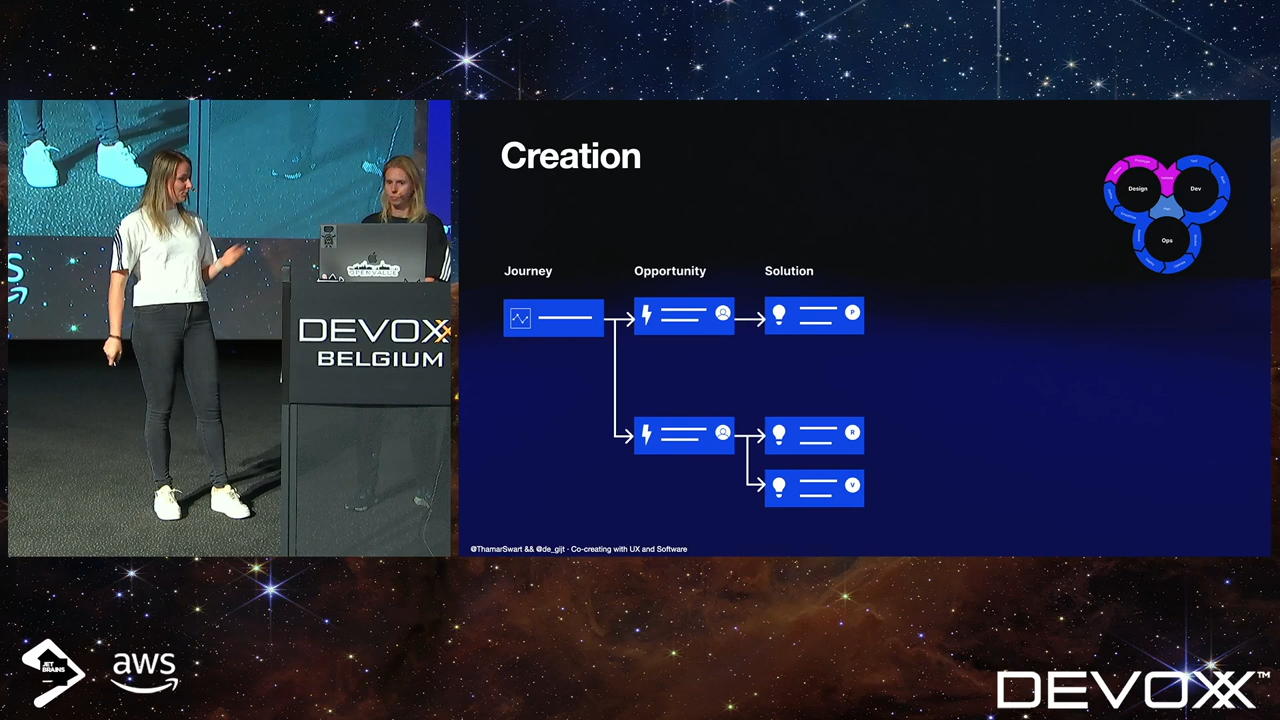 Creation
Design
Dev
Ops
Journey
Opportunity
Solution
P
R
V
OPENVALUE
DEVOXX
BELGIUM
@ThamarSwart && @de_gijt · Co-creating with UX and Software
JET
BRAINS
aws
DEVOXX™